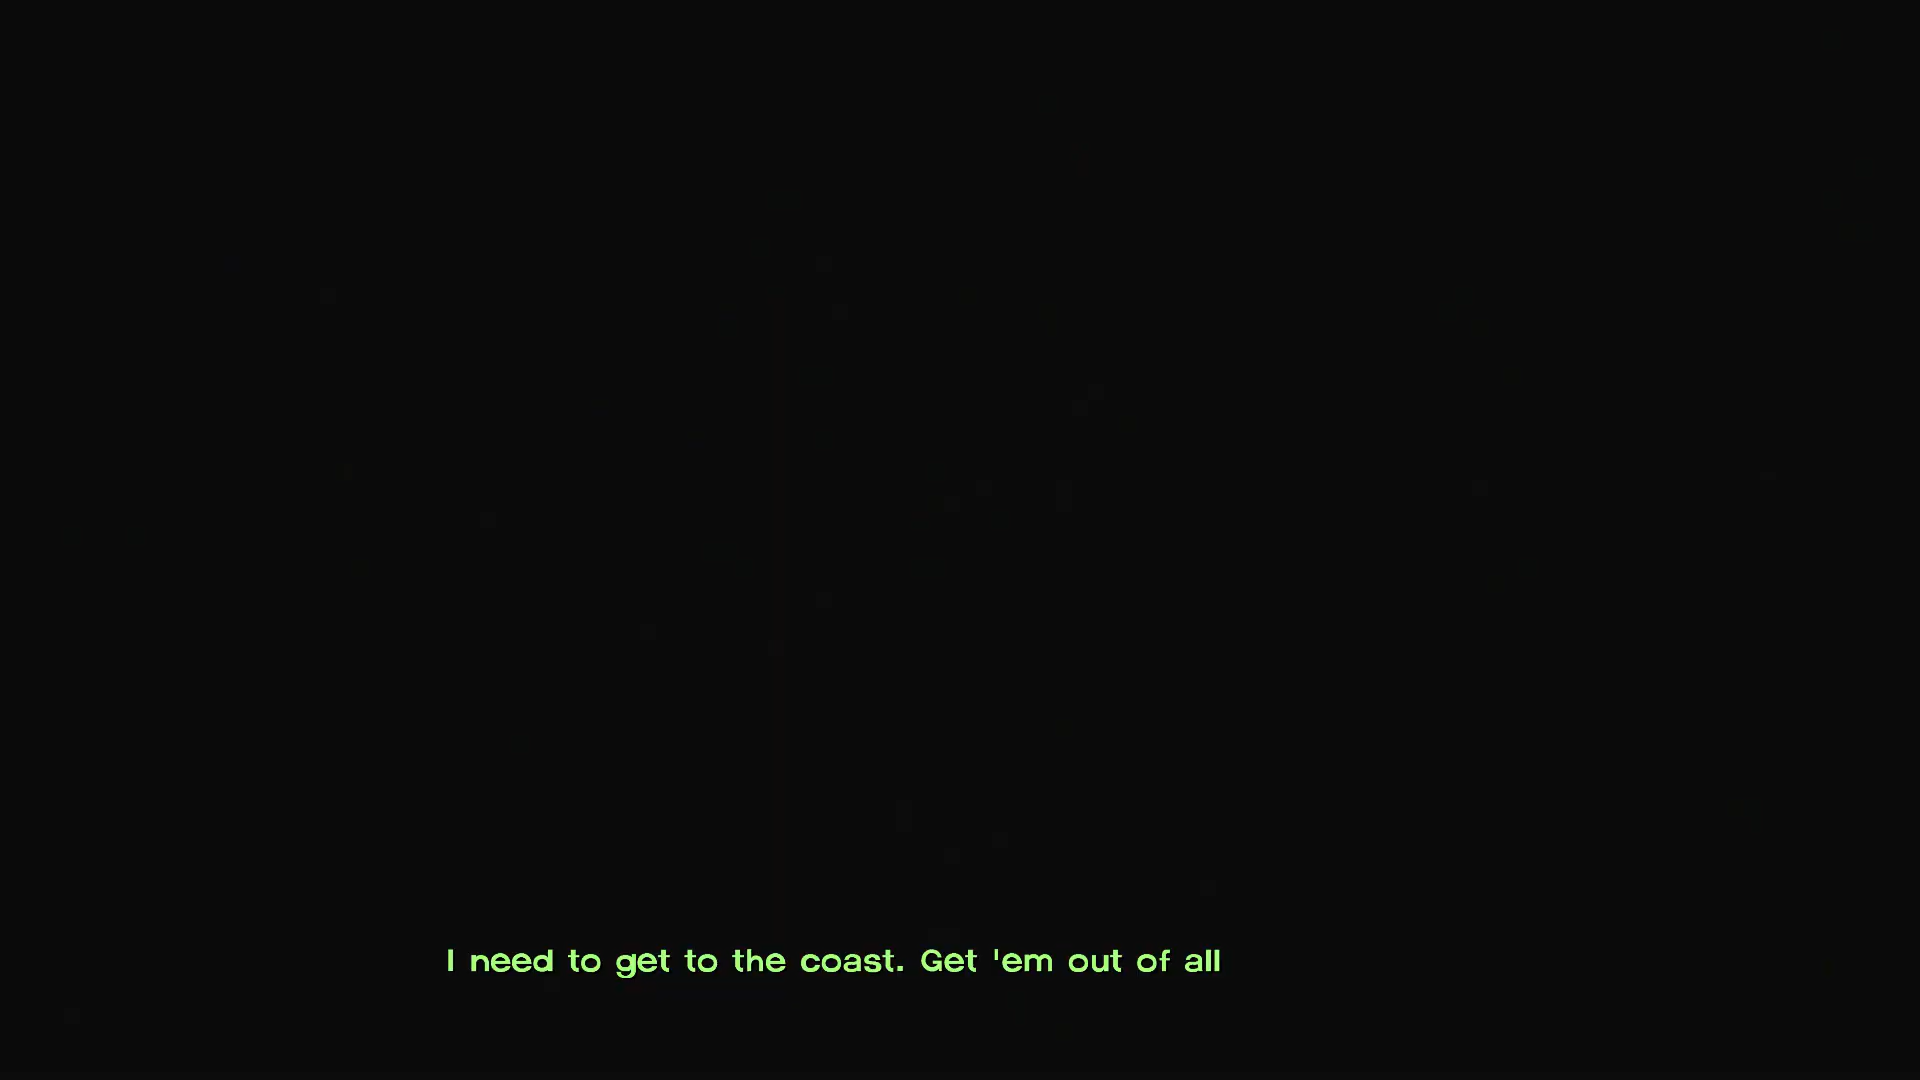 I need to get to the coast. Get 'em out of all